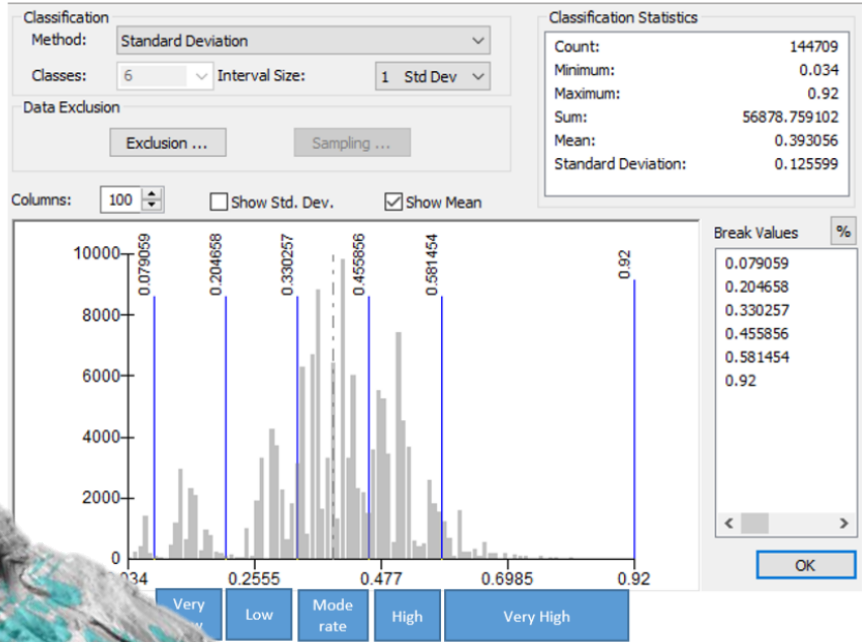 Classification
Method: Standard Deviation
Classes: 6 Interval Size: 1 Std Dev
Data Exclusion
Exclusion ... Sampling ...
Classification Statistics
Count: 144709
Minimum: 0.034
Maximum: 0.92
Sum: 56878.759102
Mean: 0.393056
Standard Deviation: 0.125599
Columns: 100 Show Std. Dev. Show Mean
Break Values %
0.079059
0.204658
0.330257
0.455856
0.581454
0.92
OK
0.079059 0.204658 0.330257 0.455856 0.581454 0.92
10000
8000
6000
4000
2000
0
034 0.2555 0.477 0.6985 0.92
Very
Low
Mode
rate
High
Very High